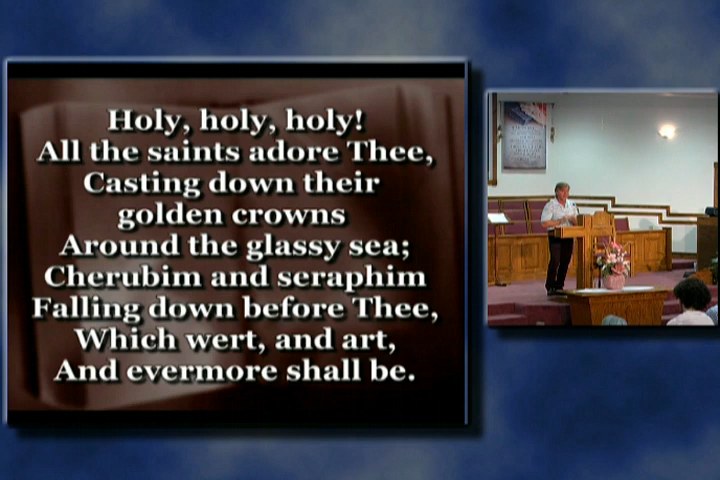 Holy, holy, holy!
All the saints adore Thee,
Casting down their
golden crowns
Around the glassy sea;
Cherubim and seraphim
Falling down before Thee,
Which wert, and art,
And evermore shall be.